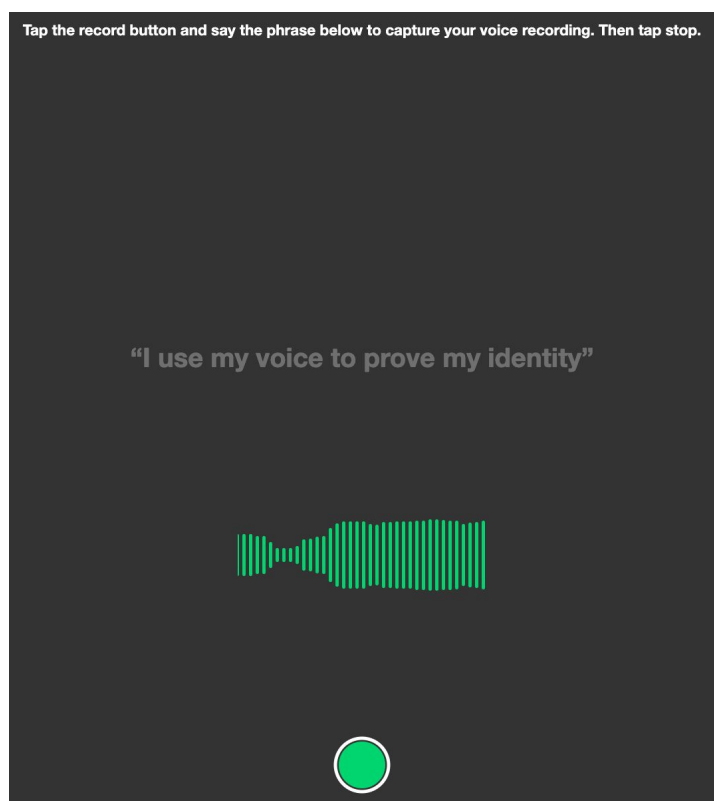 Tap the record button and say the phrase below to capture your voice recording. Then tap stop.
“I use my voice to prove my identity”